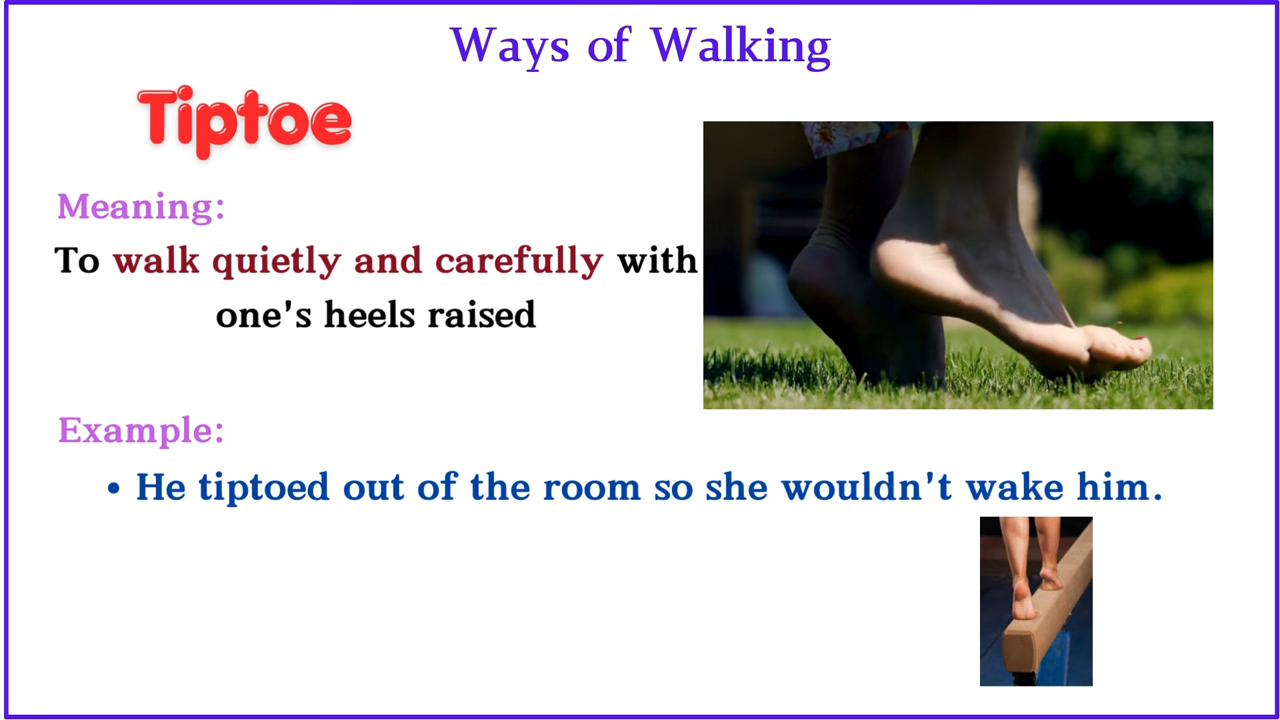 Ways of Walking
Tiptoe
Meaning:
To walk quietly and carefully with
one's heels raised
Example:
• He tiptoed out of the room so she wouldn't wake him.